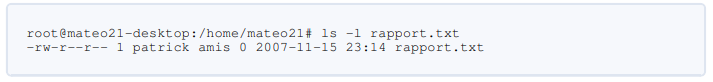 root@mateo21-desktop:/home/mateo21# ls -l rapport.txt
-rw-r--r-- 1 patrick amis 0 2007-11-15 23:14 rapport.txt